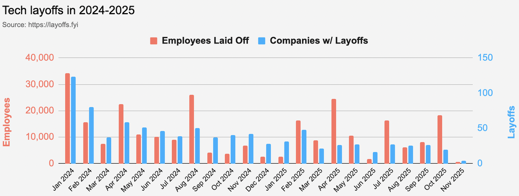 Tech layoffs in 2024-2025
Source: https://layoffs.fyi
Employees Laid Off
Companies w/ Layoffs
40,000
30,000
20,000
10,000
0
Employees
150
100
50
0
Layoffs
Jan 2024
Feb 2024
Mar 2024
Apr 2024
May 2024
Jun 2024
Jul 2024
Aug 2024
Sep 2024
Oct 2024
Nov 2024
Dec 2024
Jan 2025
Feb 2025
Mar 2025
Apr 2025
May 2025
Jun 2025
Jul 2025
Aug 2025
Sep 2025
Oct 2025
Nov 2025